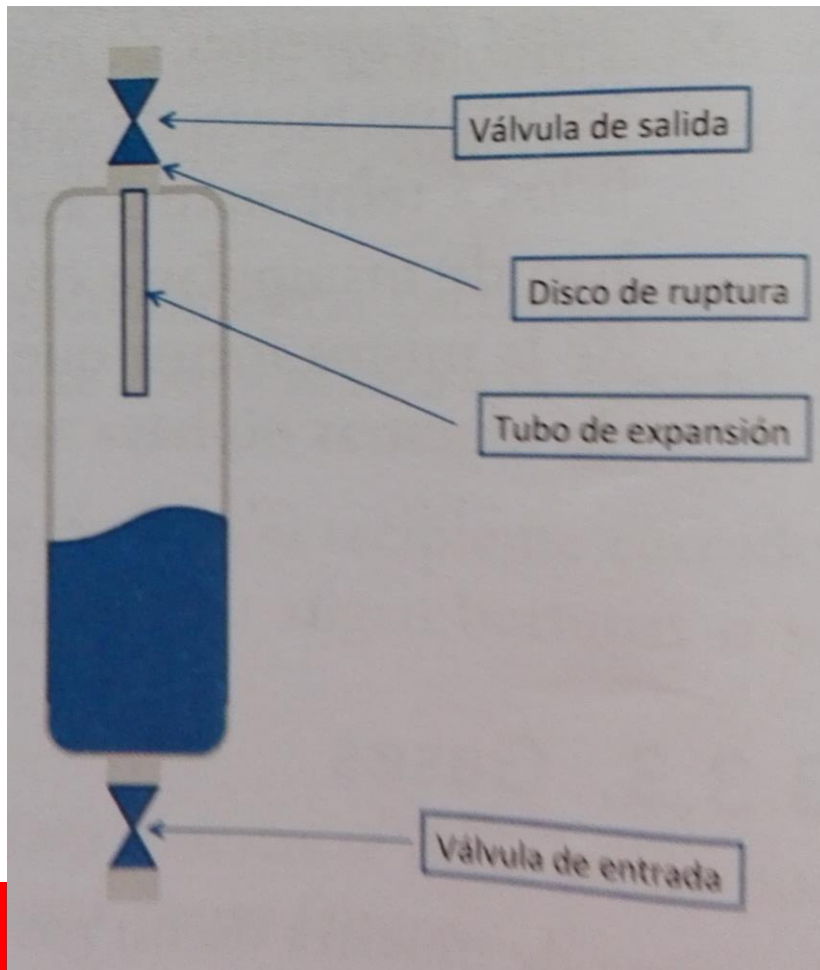 Válvula de salida
Disco de ruptura
Tubo de expansión
Válvula de entrada